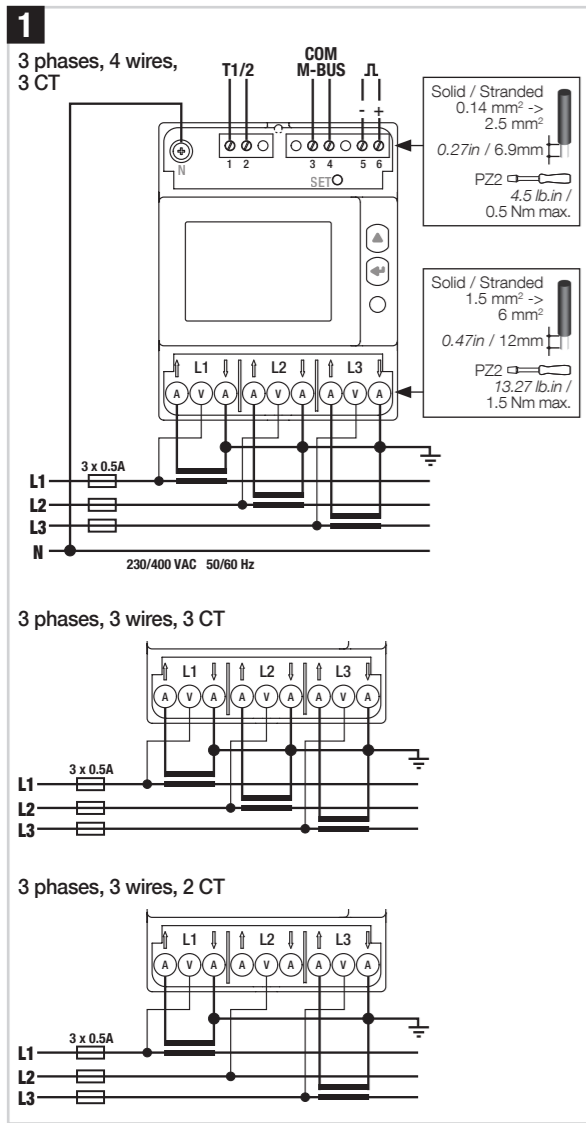 1
3 phases, 4 wires,
3 CT
T1/2
COM
M-BUS
- +
N
1 2 3 4 5 6
SET
Solid / Stranded
0.14 mm² ->
2.5 mm²
0.27in / 6.9mm
PZ2
4.5 lb.in /
0.5 Nm max.
Solid / Stranded
1.5 mm² ->
6 mm²
0.47in / 12mm
PZ2
13.27 lb.in /
1.5 Nm max.
L1 L2 L3
A V A A V A A V A
3 x 0.5A
L1
L2
L3
N
230/400 VAC 50/60 Hz
3 phases, 3 wires, 3 CT
L1 L2 L3
A V A A V A A V A
3 x 0.5A
L1
L2
L3
3 phases, 3 wires, 2 CT
L1 L2 L3
A V A A V A A V A
3 x 0.5A
L1
L2
L3